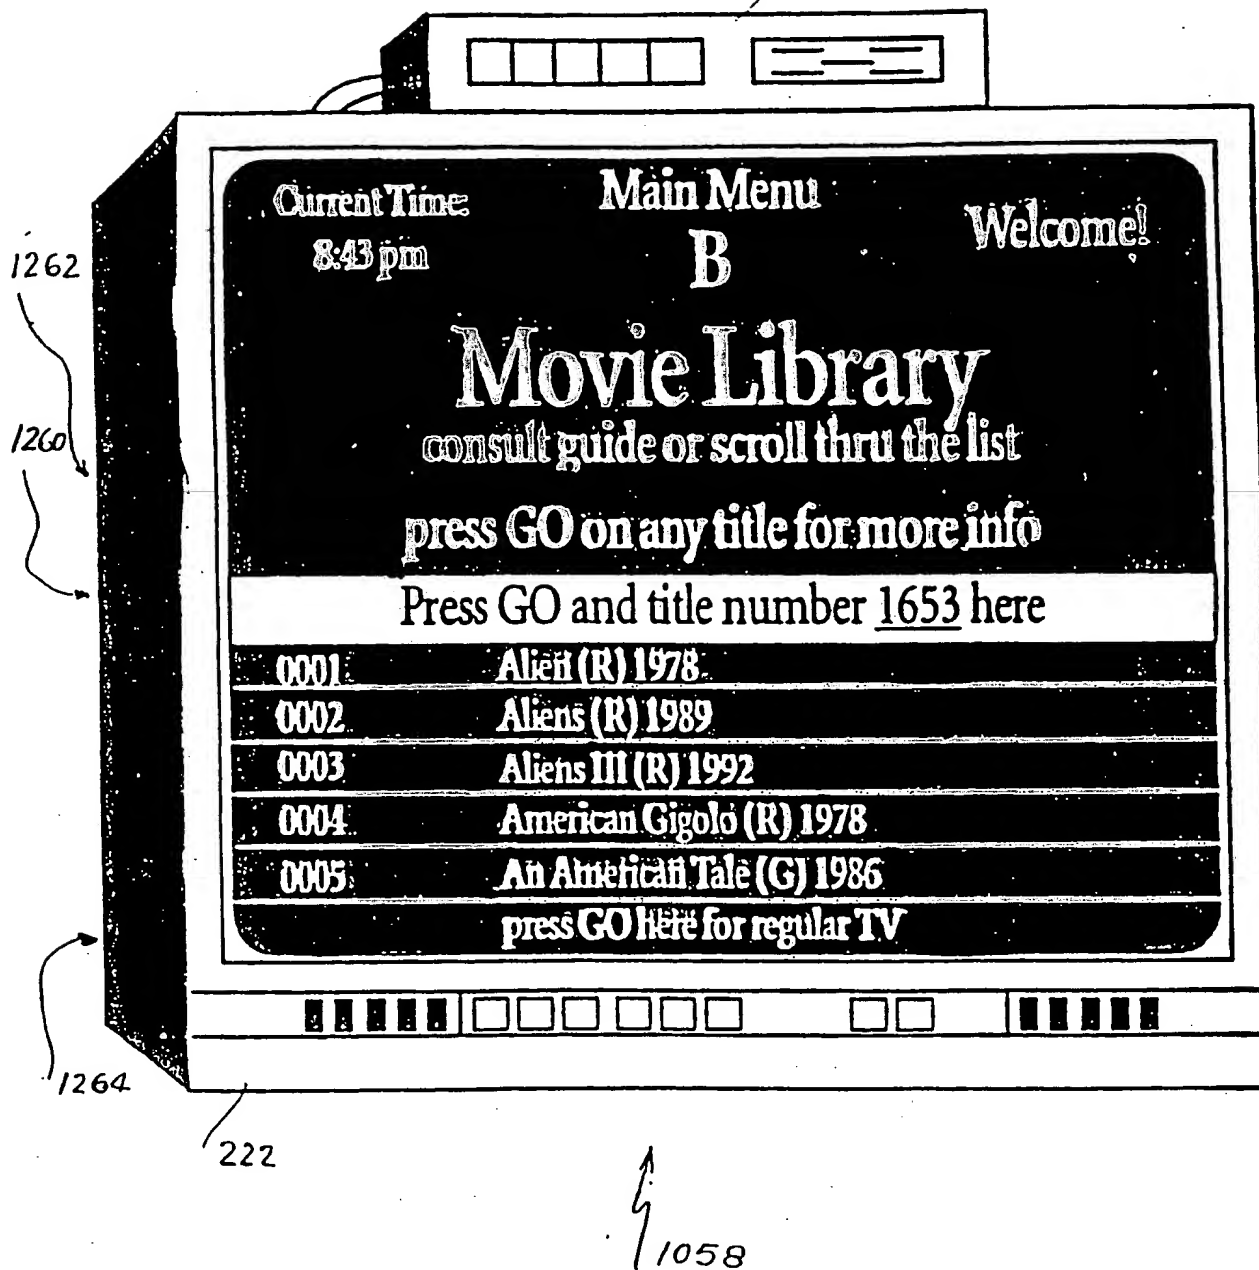 Main Menu
Current Time:
8:43 pm
B
Welcome!
Movie Library
consult guide or scroll thru the list
press GO on any title for more info
Press GO and title number 1653 here
0001 Alien (R) 1978
0002 Aliens (R) 1989
0003 Aliens III (R) 1992
0004 American Gigolo (R) 1978
0005 An American Tale (G) 1986
press GO here for regular TV
1262
1260
1264
222
1058